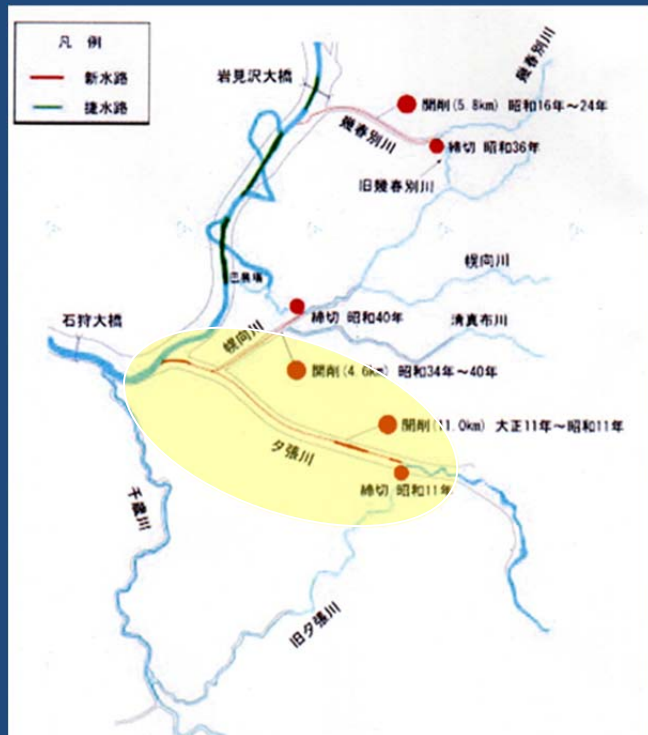 凡 例
新水路
捷水路
岩見沢大橋
幾春別川
開削(5.8km) 昭和16年～24年
幾春別川
締切 昭和36年
旧幾春別川
幌向川
石狩大橋
幌向川
締切 昭和40年
清真布川
開削(4.6km) 昭和34年～40年
開削(11.0km) 大正11年～昭和11年
夕張川
締切 昭和11年
千歳川
旧夕張川